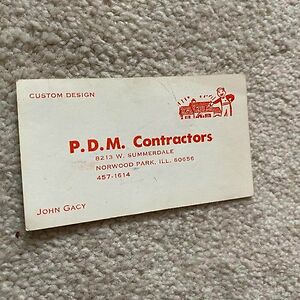 CUSTOM DESIGN
P.D.M. Contractors
8213 W. SUMMERDALE
NORWOOD PARK, ILL. 60656
457-1614
JOHN GACY